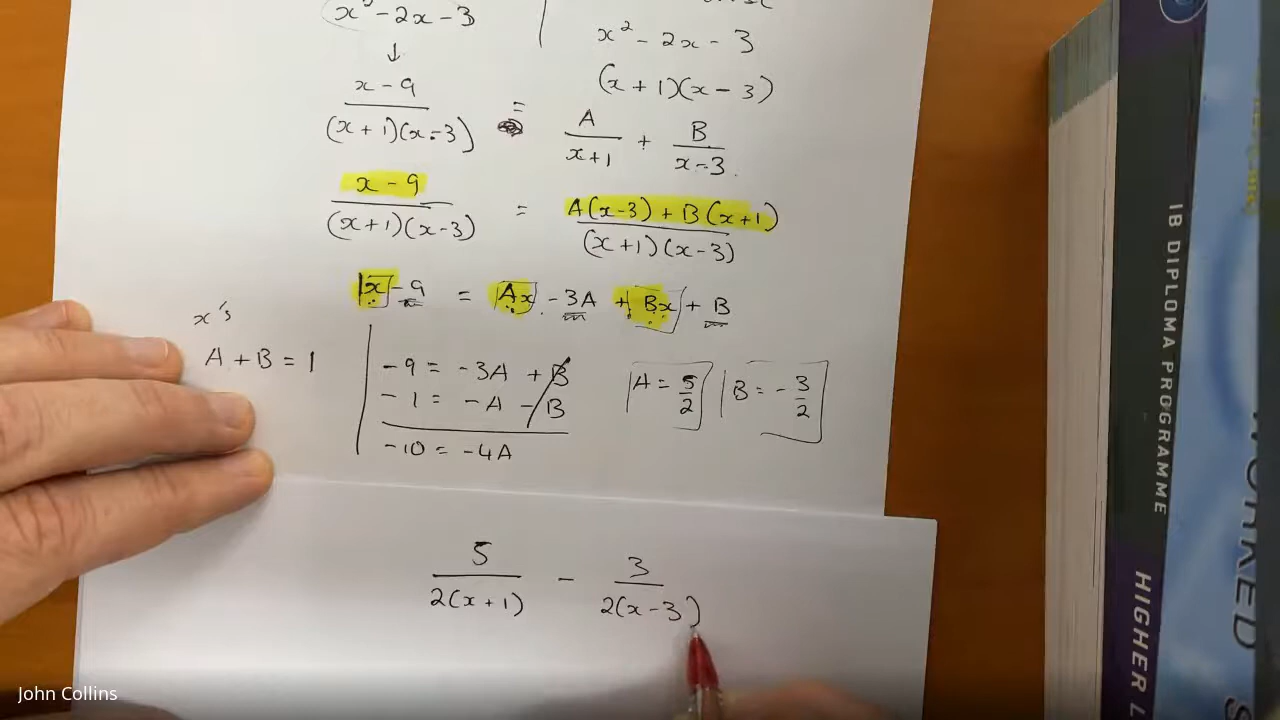 x² - 2x - 3
↓
x² - 2x - 3
(x + 1)(x - 3)
x - 9 / (x + 1)(x - 3) = A / x+1 + B / x-3
x - 9 / (x + 1)(x - 3) = A(x-3) + B(x+1) / (x+1)(x-3)
1x - 9 = Ax - 3A + Bx + B
x's
A + B = 1
-9 = -3A + B
-1 = -A - B
-10 = -4A
A = 5/2
B = -3/2
5 / 2(x + 1) - 3 / 2(x - 3)
IB DIPLOMA PROGRAMME
HIGHER L
WORKED
John Collins